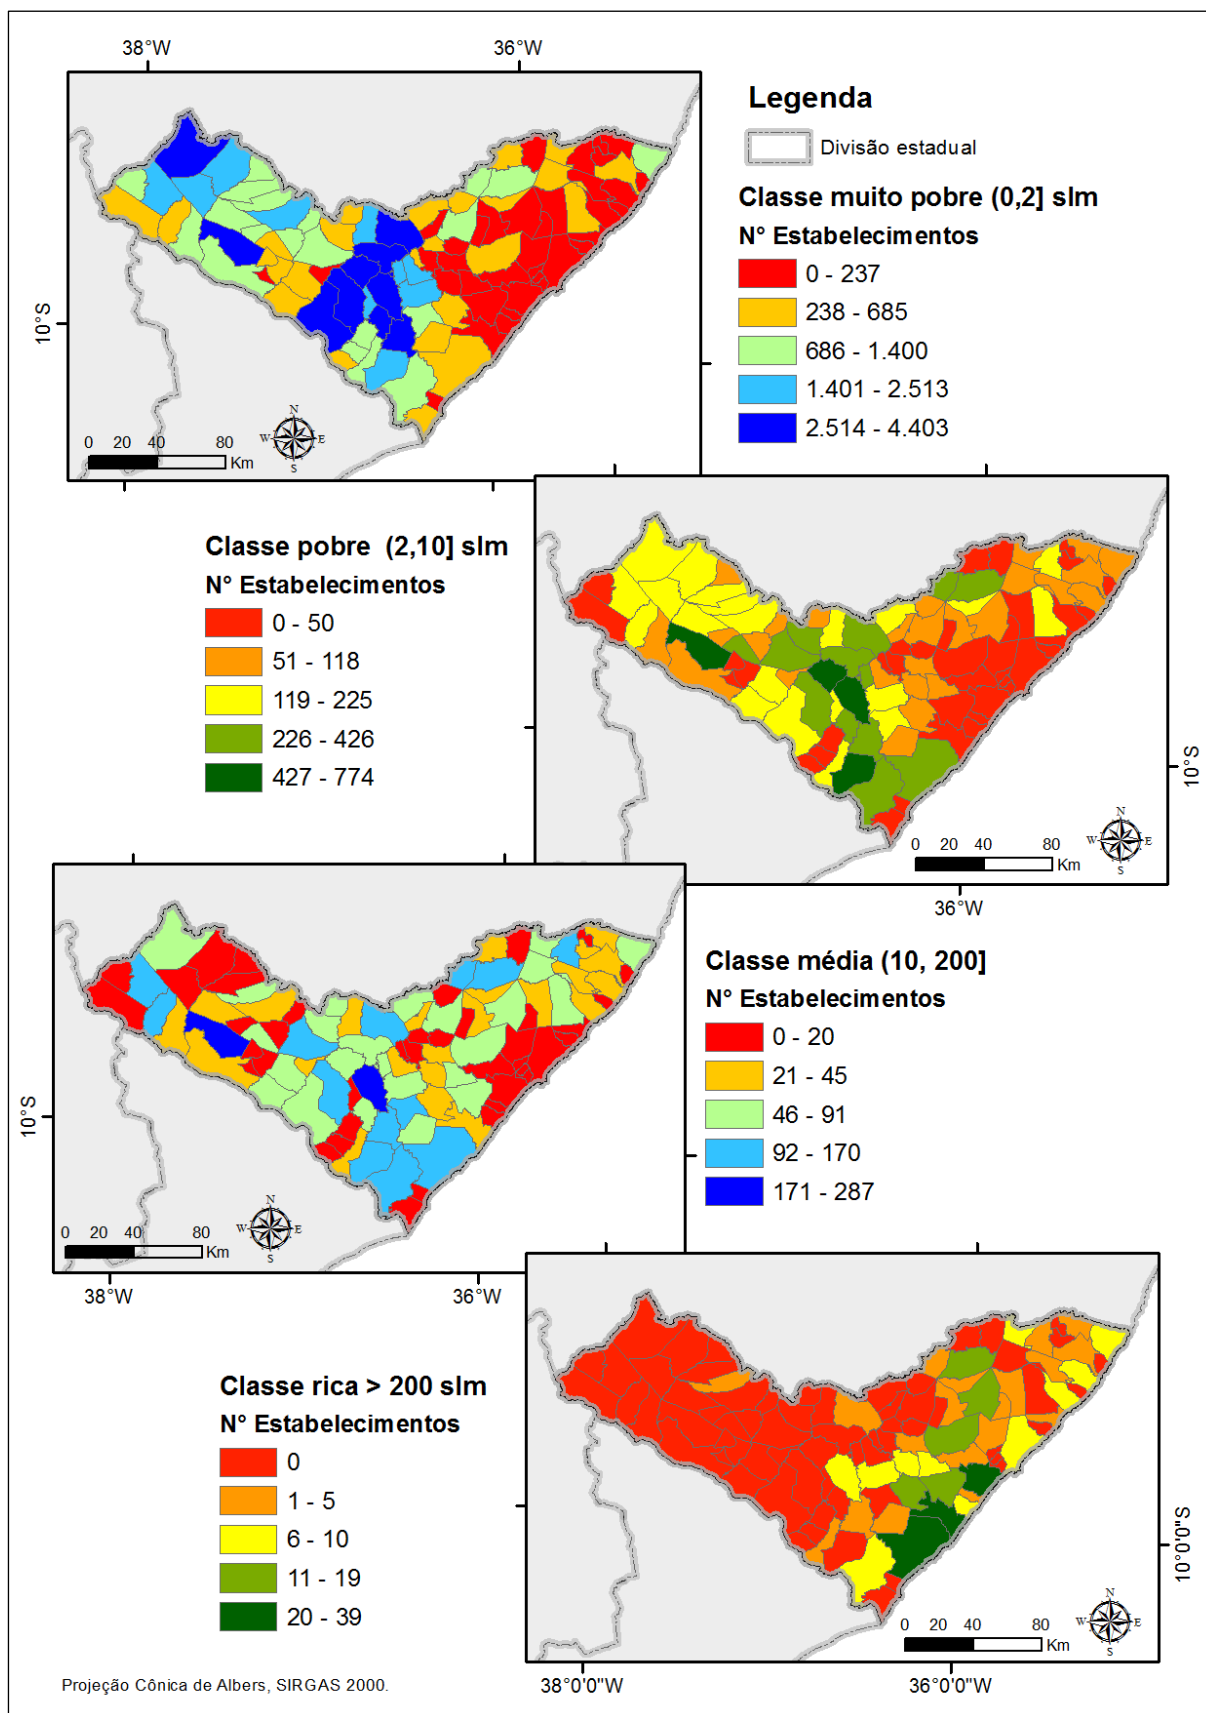 38°W
36°W
Legenda
Divisão estadual
Classe muito pobre (0,2] slm
N° Estabelecimentos
0 - 237
238 - 685
686 - 1.400
1.401 - 2.513
2.514 - 4.403
10°S
N
W E
S
0 20 40 80
Km
Classe pobre (2,10] slm
N° Estabelecimentos
0 - 50
51 - 118
119 - 225
226 - 426
427 - 774
10°S
N
W E
S
0 20 40 80
Km
36°W
Classe média (10, 200]
N° Estabelecimentos
0 - 20
21 - 45
46 - 91
92 - 170
171 - 287
10°S
N
W E
S
0 20 40 80
Km
38°W
36°W
Classe rica > 200 slm
N° Estabelecimentos
0
1 - 5
6 - 10
11 - 19
20 - 39
10°0'0"S
N
W E
S
0 20 40 80
Km
Projeção Cônica de Albers, SIRGAS 2000.
38°0'0"W
36°0'0"W